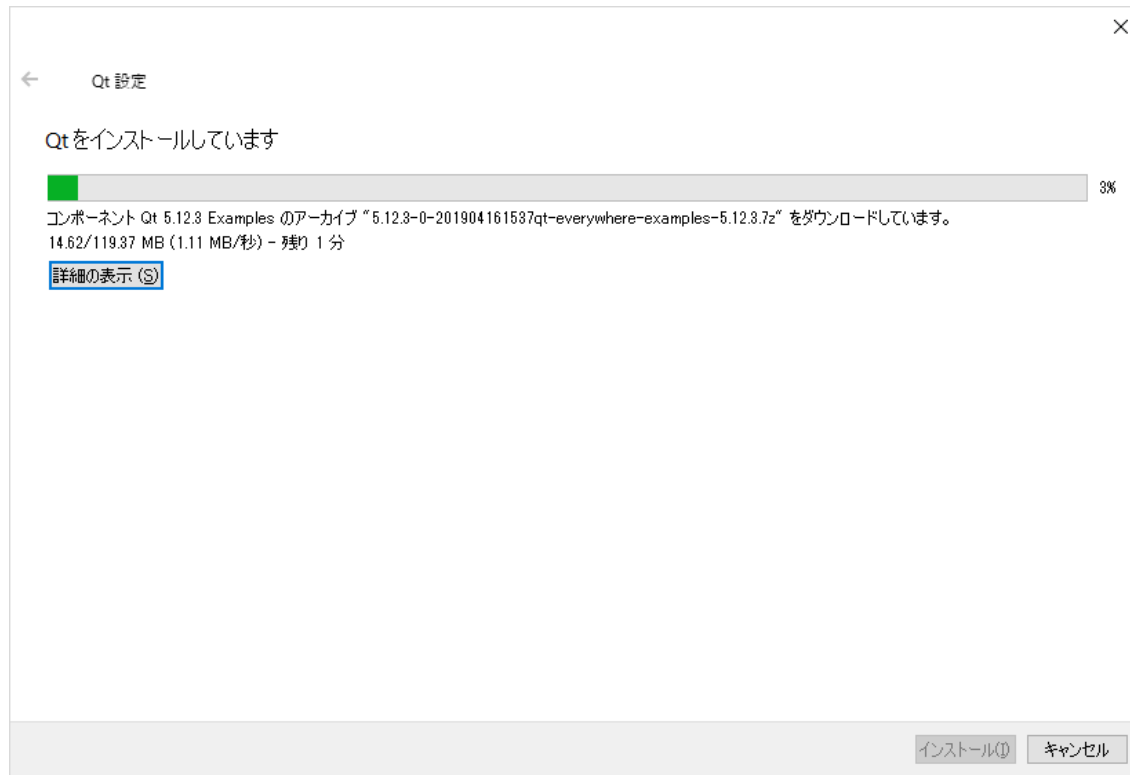 Qt 設定
Qtをインストールしています
3%
コンポーネント Qt 5.12.3 Examples のアーカイブ "5.12.3-0-201904161537qt-everywhere-examples-5.12.3.7z" をダウンロードしています。
14.62/119.37 MB (1.11 MB/秒) - 残り 1 分
詳細の表示 (S)
インストール(I) キャンセル